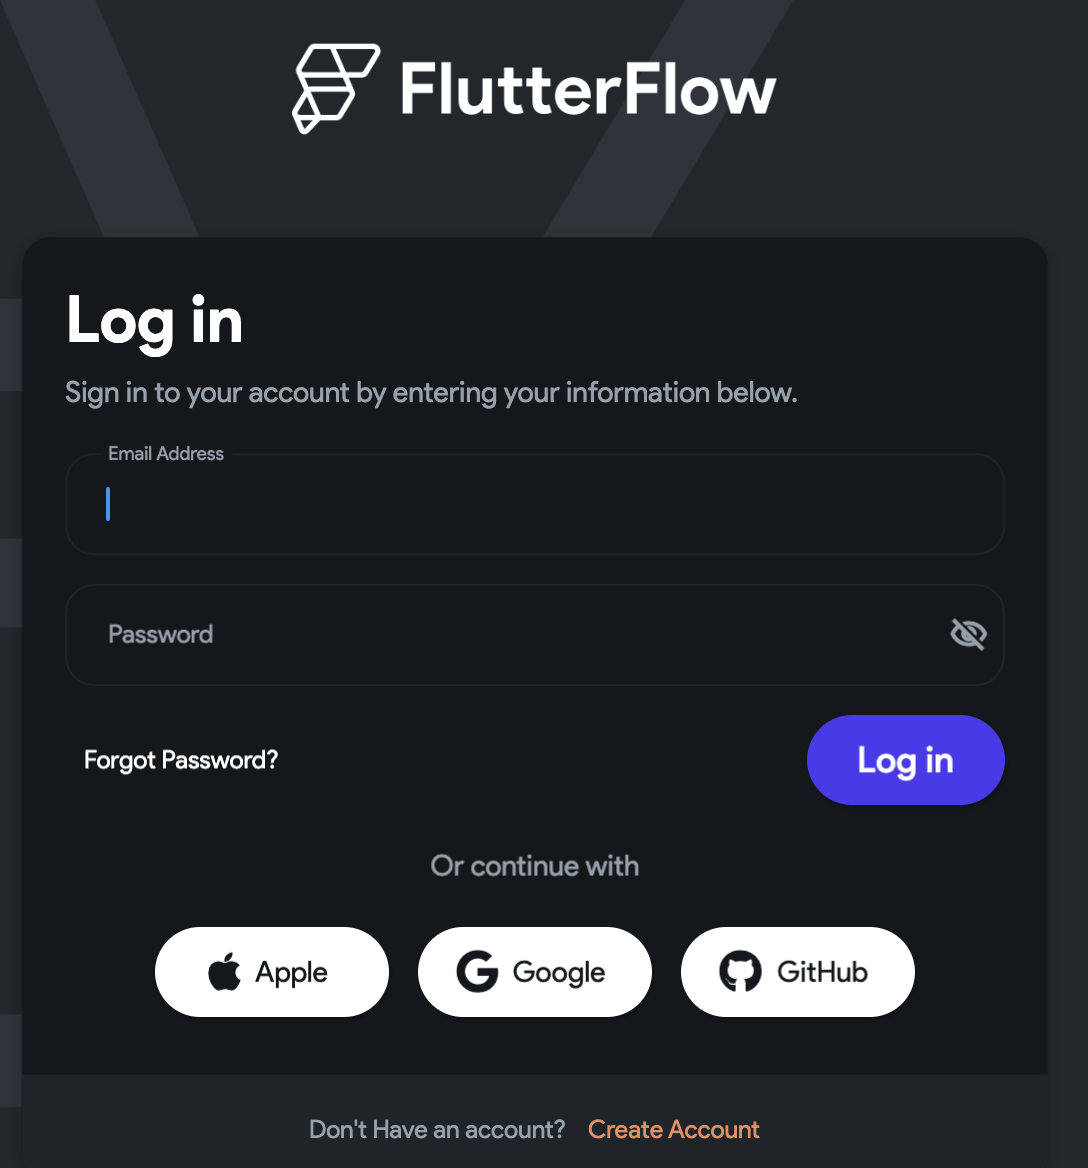 FlutterFlow
Log in
Sign in to your account by entering your information below.
Email Address
Password
Forgot Password?
Log in
Or continue with
Apple
Google
GitHub
Don't Have an account? Create Account